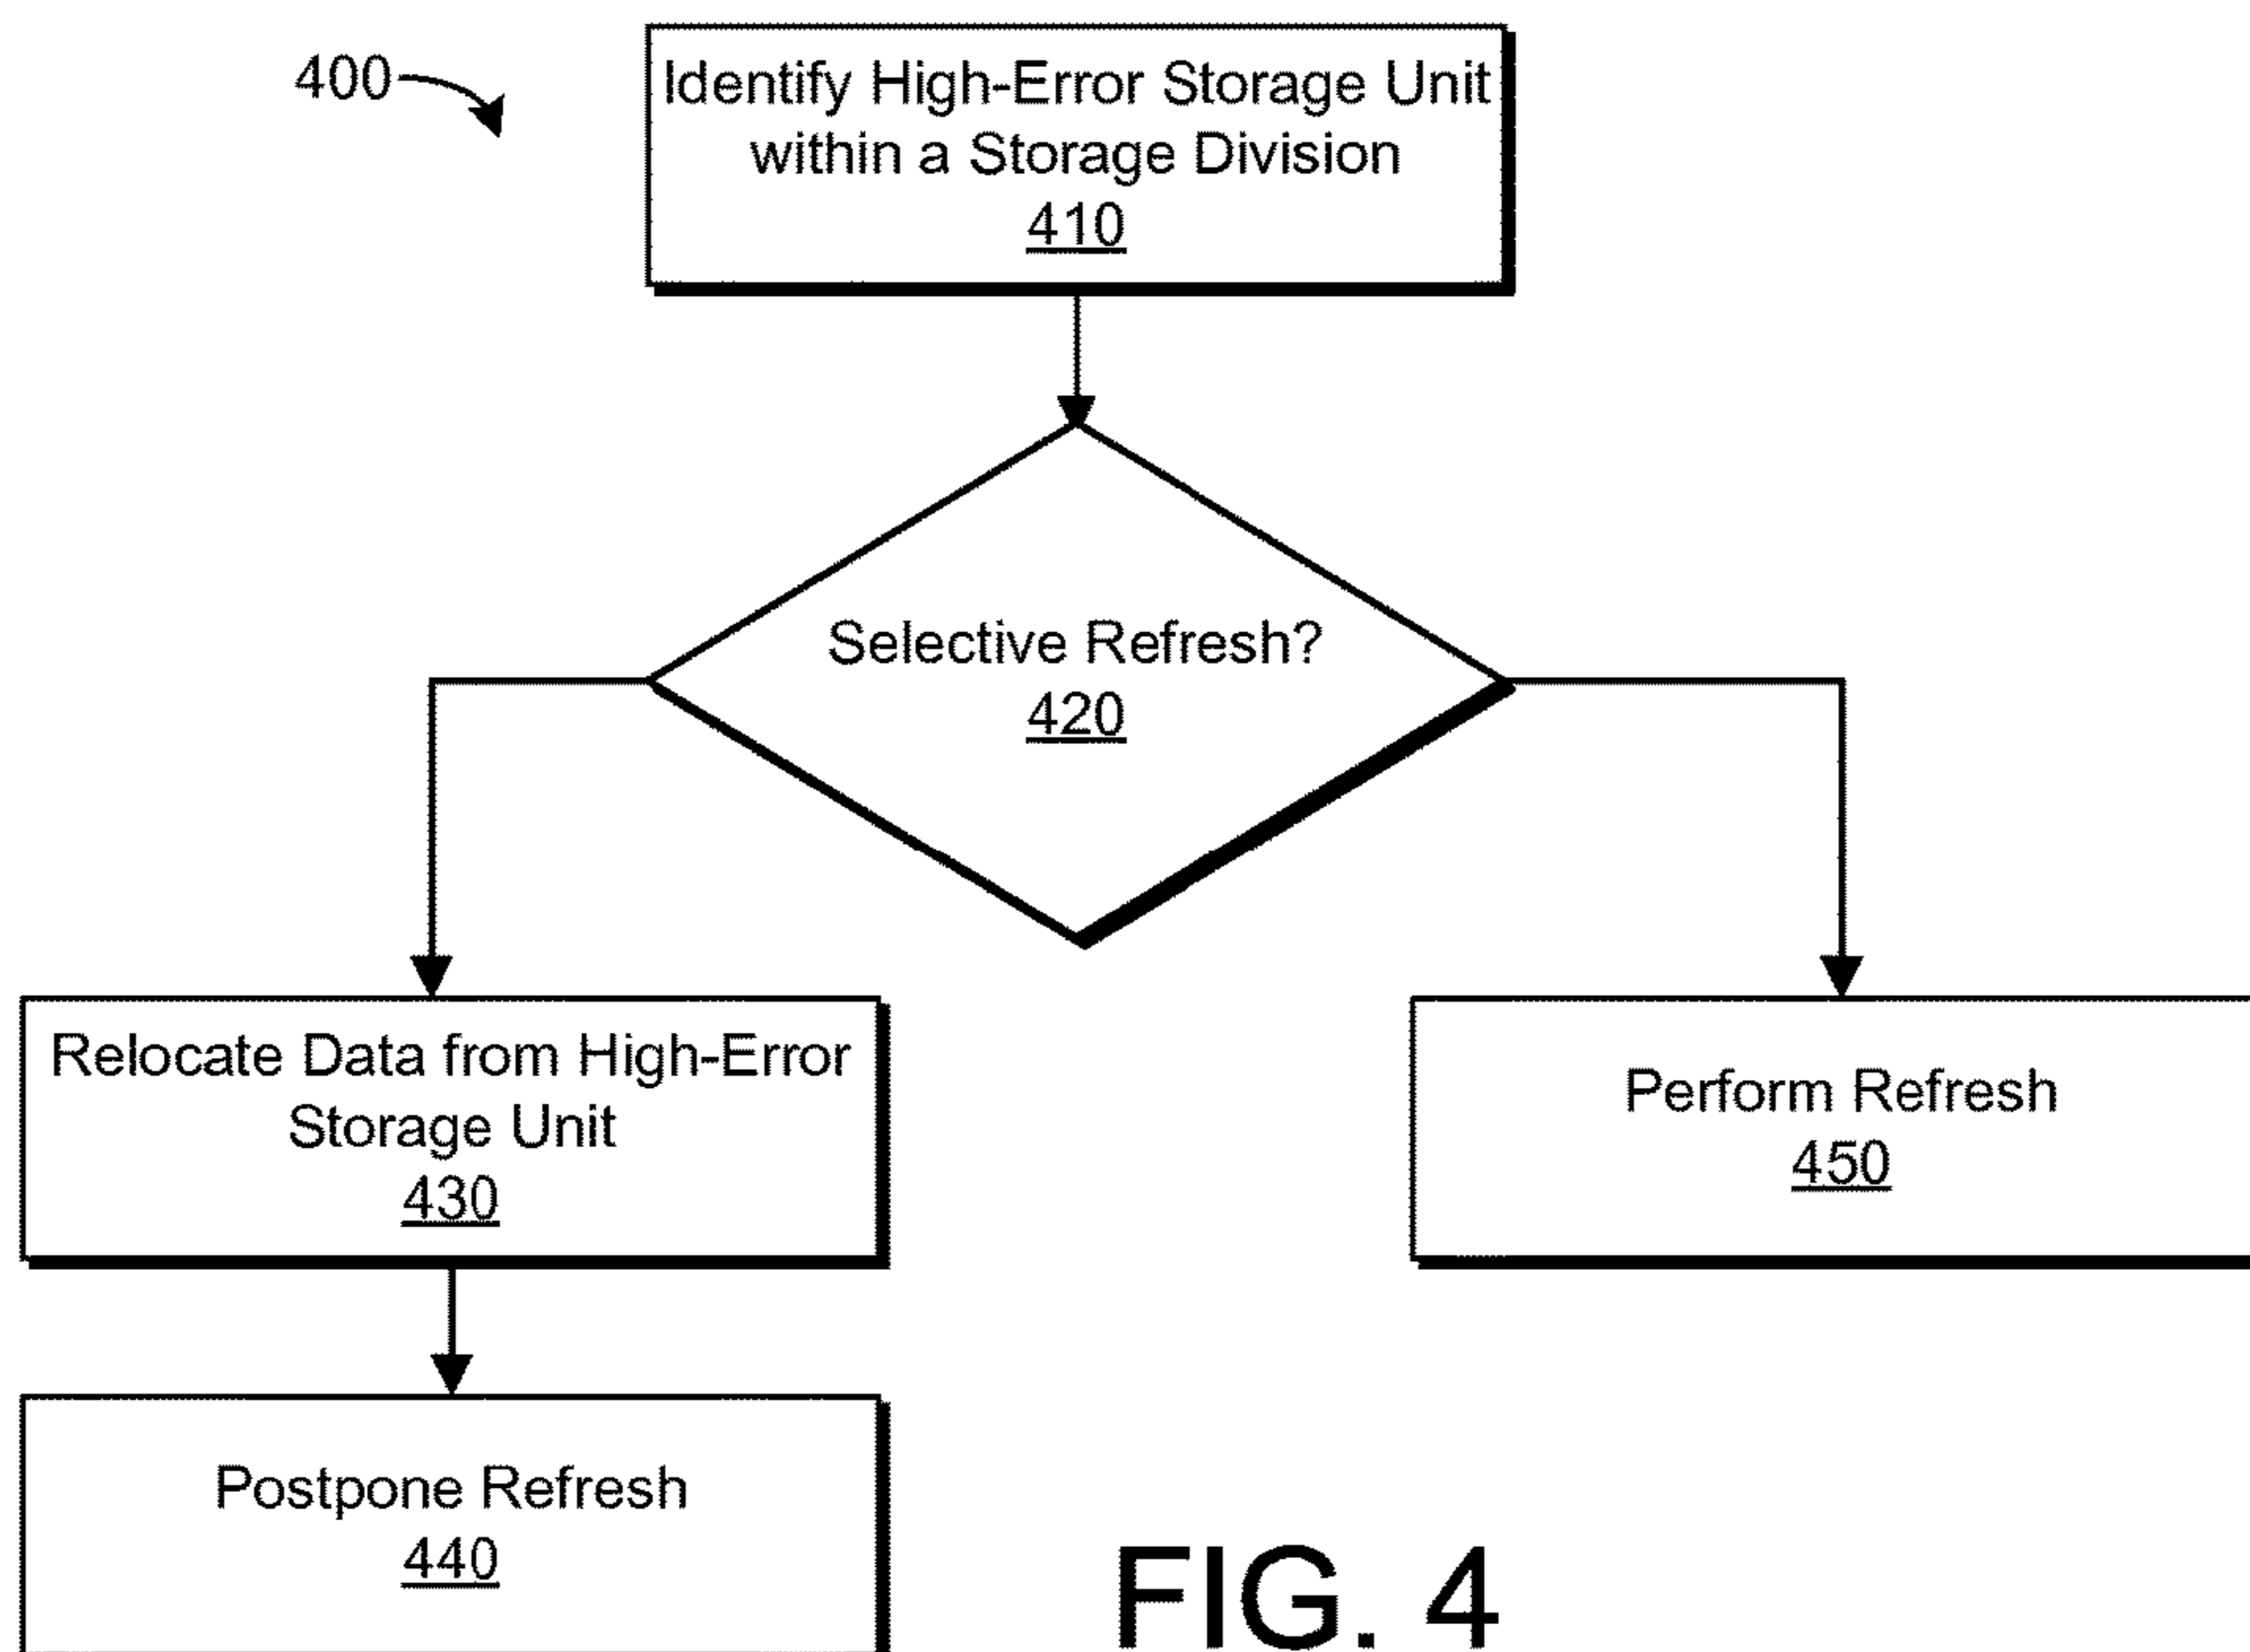 400
Identify High-Error Storage Unit
within a Storage Division
410
Selective Refresh?
420
Relocate Data from High-Error
Storage Unit
430
Perform Refresh
450
Postpone Refresh
440
FIG. 4